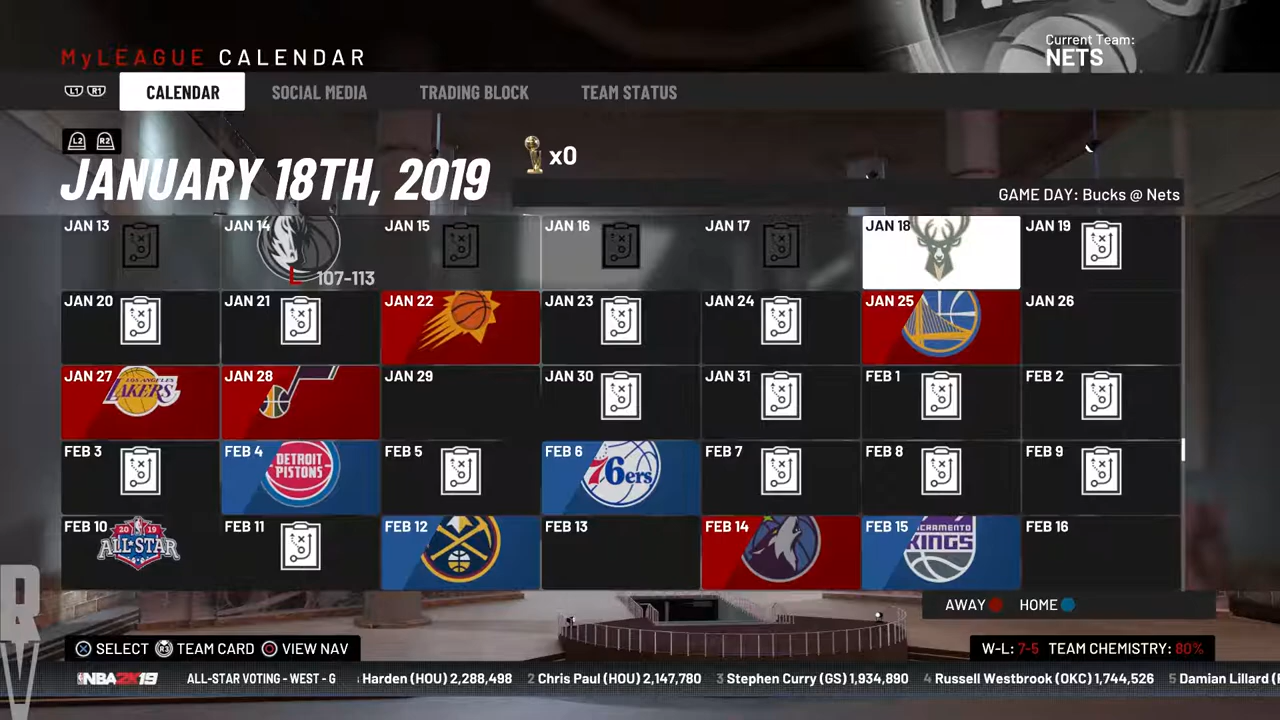 MyLEAGUE CALENDAR
Current Team:
NETS
L1 R1 CALENDAR SOCIAL MEDIA TRADING BLOCK TEAM STATUS
L2 R2
JANUARY 18TH, 2019
x0
GAME DAY: Bucks @ Nets
JAN 13 JAN 14 JAN 15 JAN 16 JAN 17 JAN 18 JAN 19
L 107-113
JAN 20 JAN 21 JAN 22 JAN 23 JAN 24 JAN 25 JAN 26
JAN 27 JAN 28 JAN 29 JAN 30 JAN 31 FEB 1 FEB 2
LOS ANGELES
LAKERS
FEB 3 FEB 4 FEB 5 FEB 6 FEB 7 FEB 8 FEB 9
DETROIT
PISTONS
76ers
FEB 10 FEB 11 FEB 12 FEB 13 FEB 14 FEB 15 FEB 16
2019
ALL-STAR
SACRAMENTO
KINGS
AWAY HOME
SELECT R3 TEAM CARD VIEW NAV
W-L: 7-5 TEAM CHEMISTRY: 80%
NBA 2K19 ALL-STAR VOTING - WEST - G Harden (HOU) 2,288,498 2 Chris Paul (HOU) 2,147,780 3 Stephen Curry (GS) 1,934,890 4 Russell Westbrook (OKC) 1,744,526 5 Damian Lillard (
RV